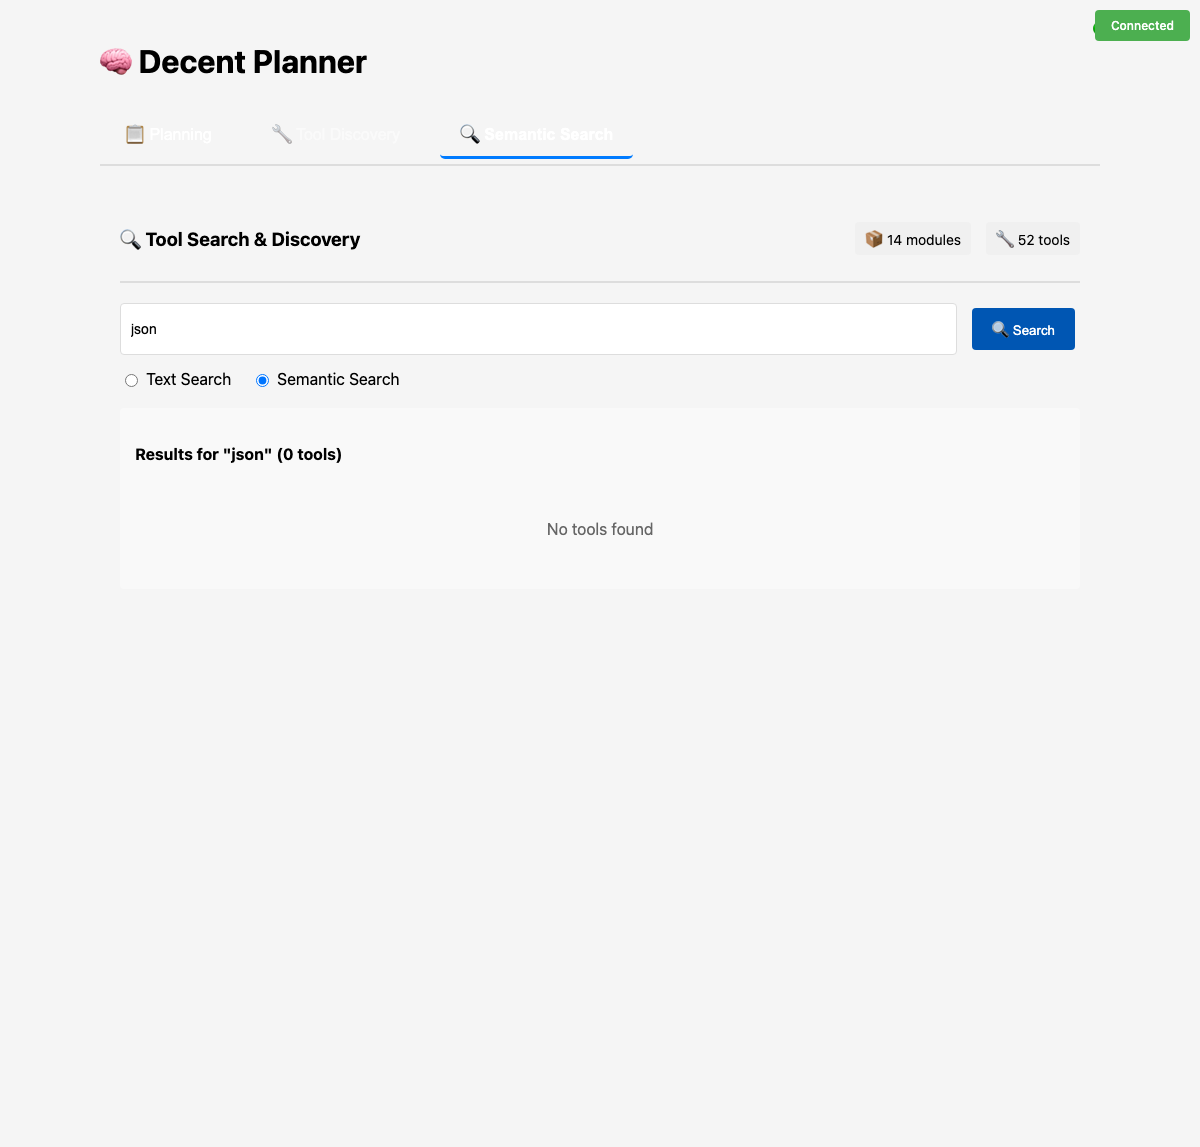 Connected
🧠 Decent Planner
📋 Planning
🔧 Tool Discovery
🔍 Semantic Search
🔍 Tool Search & Discovery
📦 14 modules
🔧 52 tools
json
🔍 Search
Text Search
Semantic Search
Results for "json" (0 tools)
No tools found